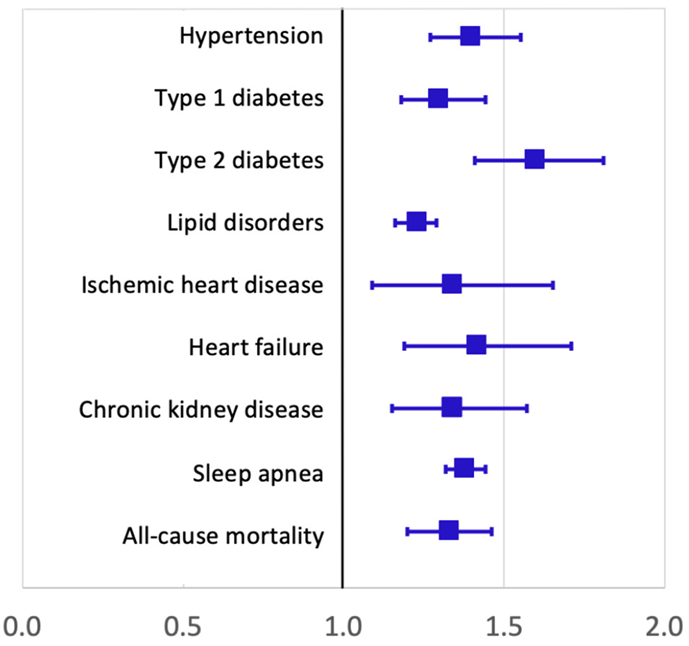 Hypertension
Type 1 diabetes
Type 2 diabetes
Lipid disorders
Ischemic heart disease
Heart failure
Chronic kidney disease
Sleep apnea
All-cause mortality
0.0 0.5 1.0 1.5 2.0